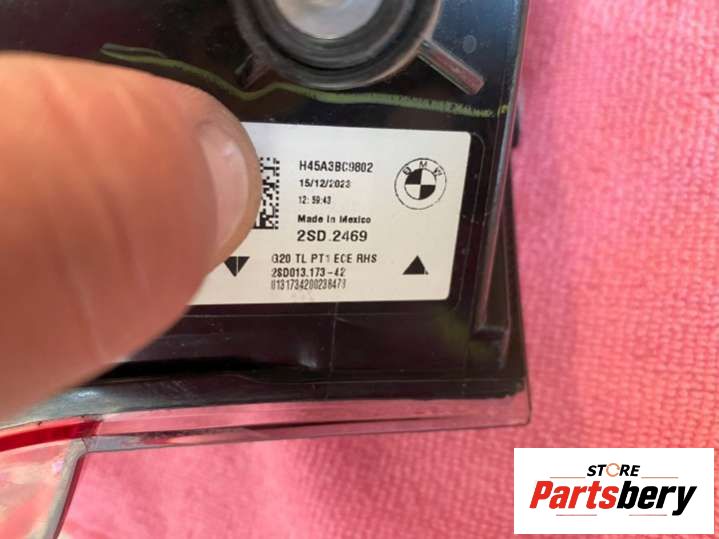 H45A3BC9802
15/12/2023
12:59:43
BMW
Made in Mexico
2SD.2469
G20 TL PT1 ECE RHS
2SD013.173-42
STORE
Partsbery